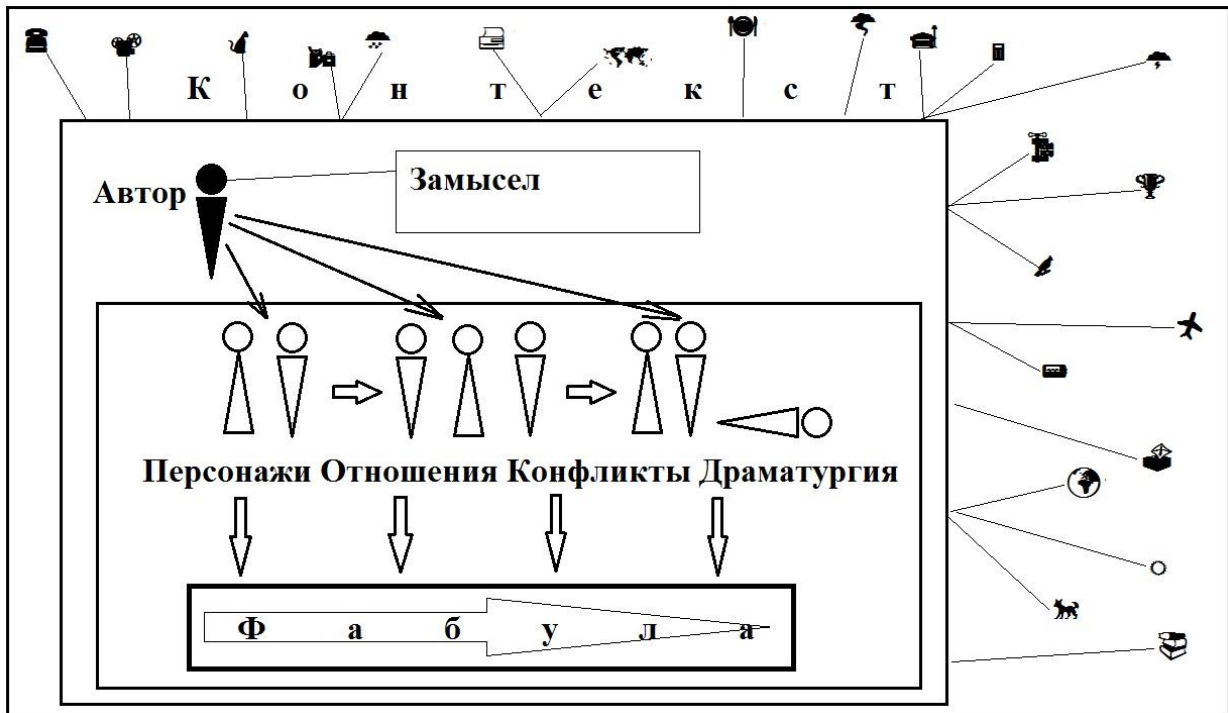 К о н т е к с т
Автор
Замысел
Персонажи Отношения Конфликты Драматургия
Ф а б у л а